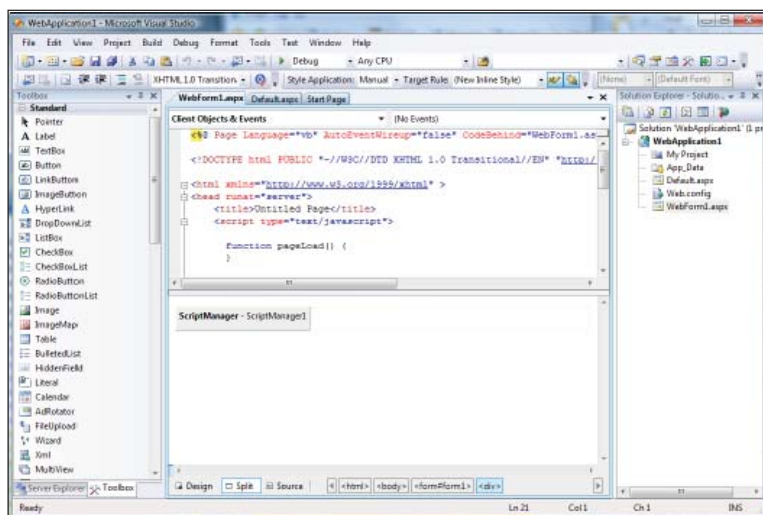 WebApplication1 - Microsoft Visual Studio
File Edit View Project Build Debug Format Tools Test Window Help
Debug Any CPU
XHTML 1.0 Transition Style Application: Manual Target Rule: (New Inline Style) (None) (Default Font)
Toolbox
Standard
Pointer
Label
TextBox
Button
LinkButton
ImageButton
HyperLink
DropDownList
ListBox
CheckBox
CheckBoxList
RadioButton
RadioButtonList
Image
ImageMap
Table
BulletedList
HiddenField
Literal
Calendar
AdRotator
FileUpload
Wizard
Xml
MultiView
Server Explorer Toolbox
WebForm1.aspx Default.aspx Start Page
Client Objects & Events (No Events)
<%@ Page Language="vb" AutoEventWireup="false" CodeBehind="WebForm1.as
<!DOCTYPE html PUBLIC "-//W3C//DTD XHTML 1.0 Transitional//EN" "http:/
<html xmlns="http://www.w3.org/1999/xhtml" >
<head runat="server">
<title>Untitled Page</title>
<script type="text/javascript">
function pageLoad() {
}
ScriptManager - ScriptManager1
Design Split Source <html> <body> <form#form1> <div>
Solution Explorer - Solutio...
Solution 'WebApplication1' (1 pr
WebApplication1
My Project
App_Data
Default.aspx
Web.config
WebForm1.aspx
Ready Ln 21 Col 1 Ch 1 INS